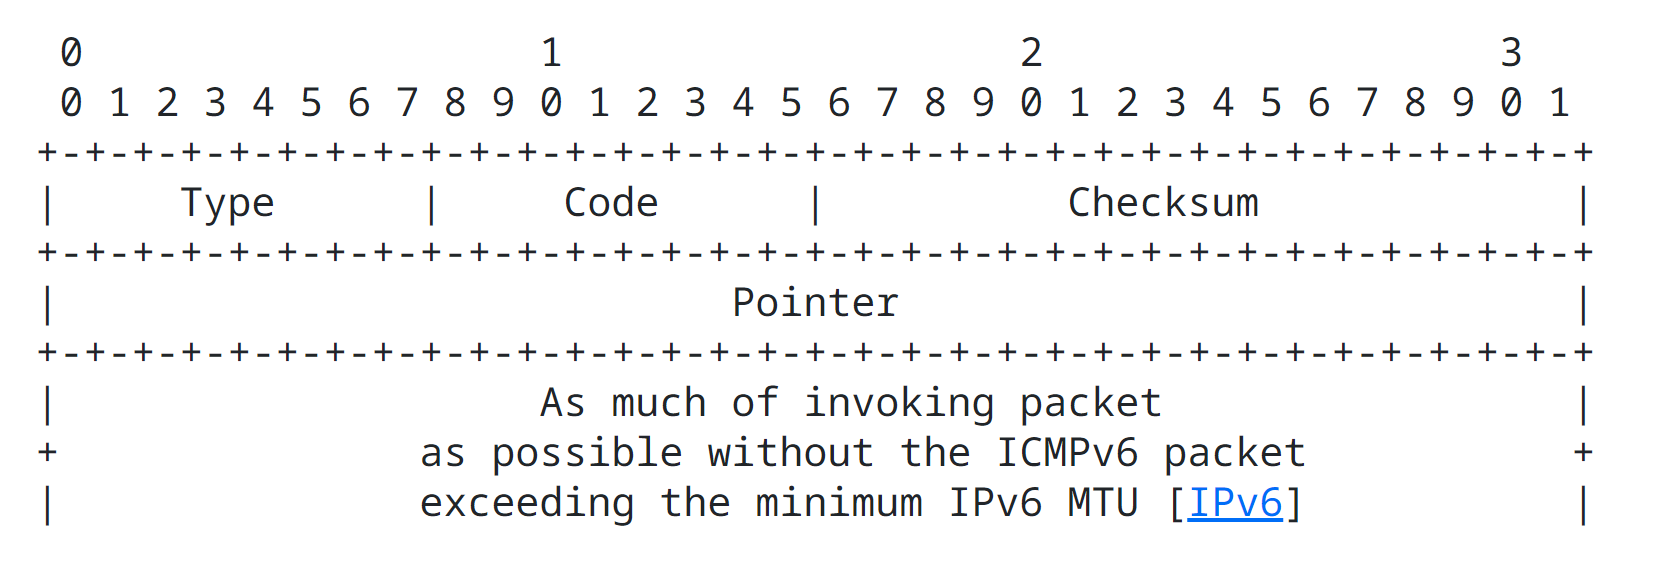 0                   1                   2                   3
 0 1 2 3 4 5 6 7 8 9 0 1 2 3 4 5 6 7 8 9 0 1 2 3 4 5 6 7 8 9 0 1
+-+-+-+-+-+-+-+-+-+-+-+-+-+-+-+-+-+-+-+-+-+-+-+-+-+-+-+-+-+-+-+-+
|     Type      |     Code      |          Checksum             |
+-+-+-+-+-+-+-+-+-+-+-+-+-+-+-+-+-+-+-+-+-+-+-+-+-+-+-+-+-+-+-+-+
|                            Pointer                            |
+-+-+-+-+-+-+-+-+-+-+-+-+-+-+-+-+-+-+-+-+-+-+-+-+-+-+-+-+-+-+-+-+
|                    As much of invoking packet                 |
+               as possible without the ICMPv6 packet           +
|               exceeding the minimum IPv6 MTU [IPv6]           |